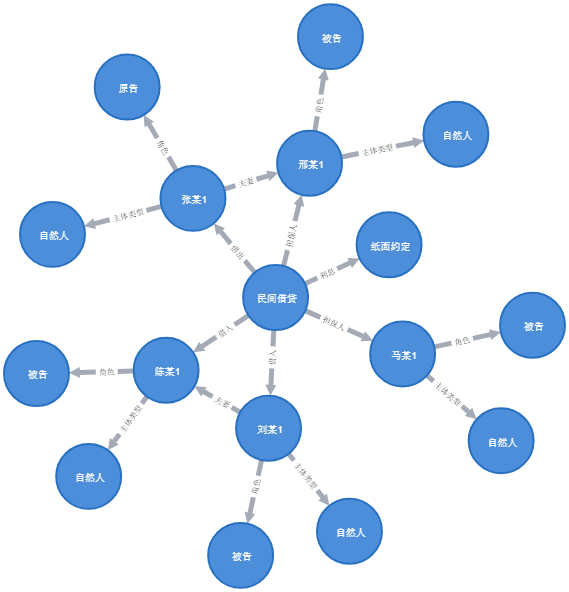 被告
原告
角色
角色
自然人
主体类型
邢某1
夫妻
张某1
主体类型
自然人
担保人
借出
纸面约定
利息
民间借贷
担保人
借入
借入
马某1
角色
被告
主体类型
自然人
被告
角色
陈某1
夫妻
主体类型
自然人
刘某1
角色
主体类型
自然人
被告